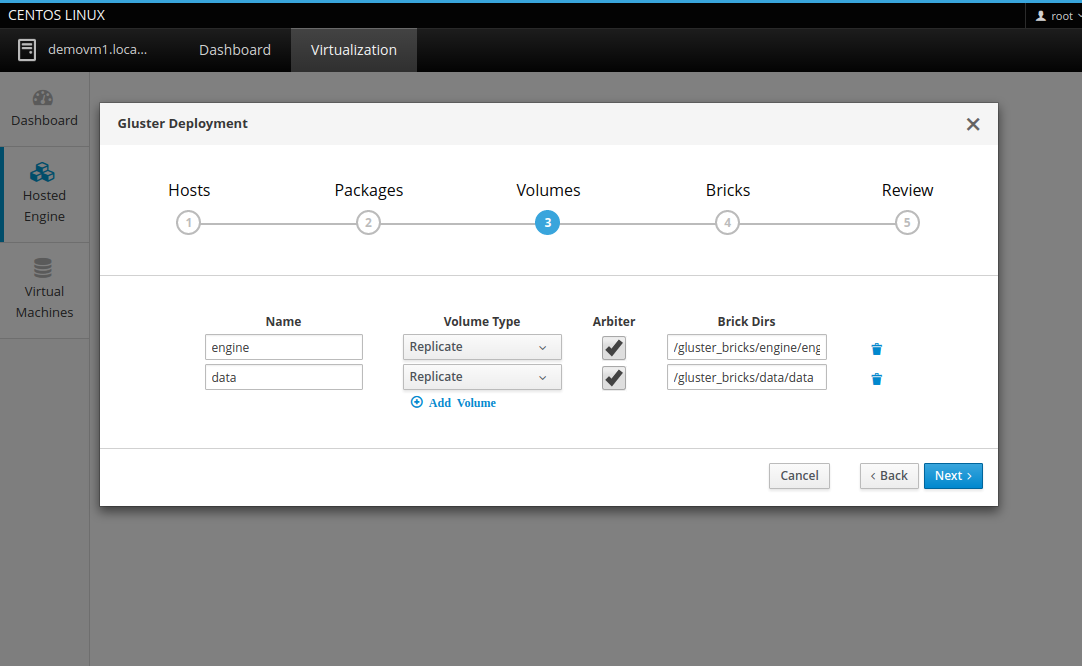 CENTOS LINUX
root
demovm1.loca...
Dashboard
Virtualization
Dashboard
Hosted
Engine
Virtual
Machines
Gluster Deployment
Hosts
Packages
Volumes
Bricks
Review
1
2
3
4
5
Name
Volume Type
Arbiter
Brick Dirs
engine
Replicate
/gluster_bricks/engine/eng
data
Replicate
/gluster_bricks/data/data
Add Volume
Cancel
‹ Back
Next ›